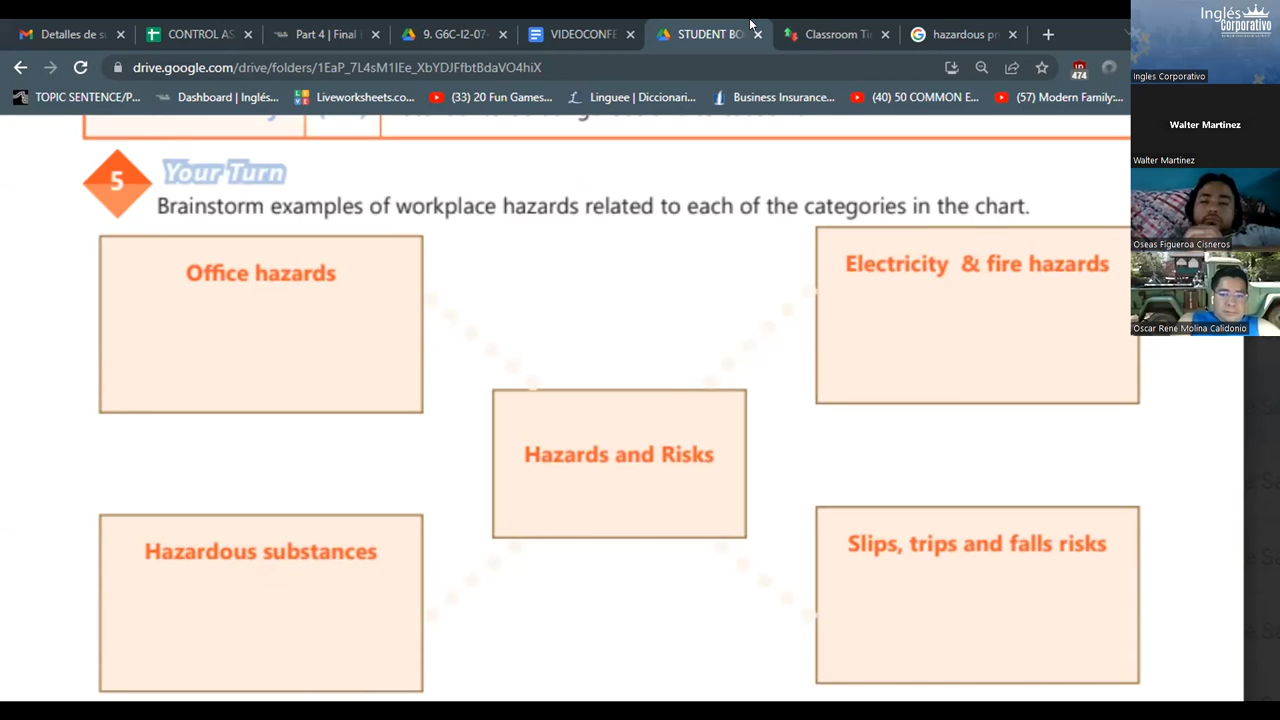 Detalles de s
CONTROL AS
Part 4 | Final
9. G6C-I2-07-
VIDEOCONFE
STUDENT BO
Classroom Ti
hazardous pr
drive.google.com/drive/folders/1EaP_7L4sM1IEe_XbYDJFfbtBdaVO4hiX
474
TOPIC SENTENCE/P...
Dashboard | Inglés...
Liveworksheets.co...
(33) 20 Fun Games...
Linguee | Diccionari...
Business Insurance...
(40) 50 COMMON E...
(57) Modern Family:...
Inglés
Corporativo
Ingles Corporativo
Walter Martinez
Walter Martinez
Oseas Figueroa Cisneros
Oscar Rene Molina Calidonio
5
Your Turn
Brainstorm examples of workplace hazards related to each of the categories in the chart.
Office hazards
Electricity & fire hazards
Hazards and Risks
Hazardous substances
Slips, trips and falls risks